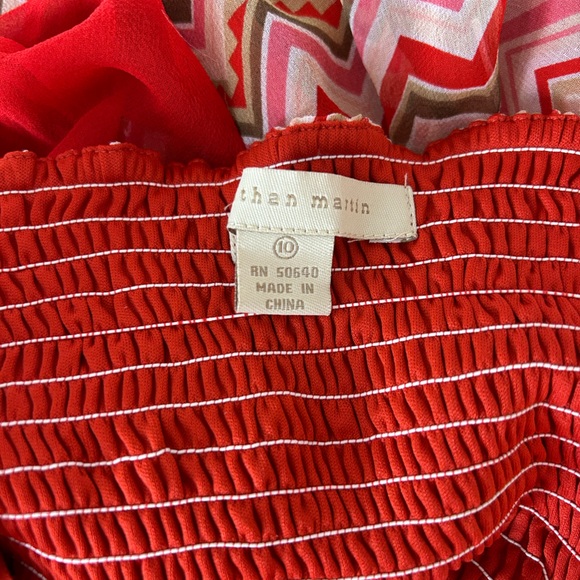 than martin
10
RN 50640
MADE IN
CHINA